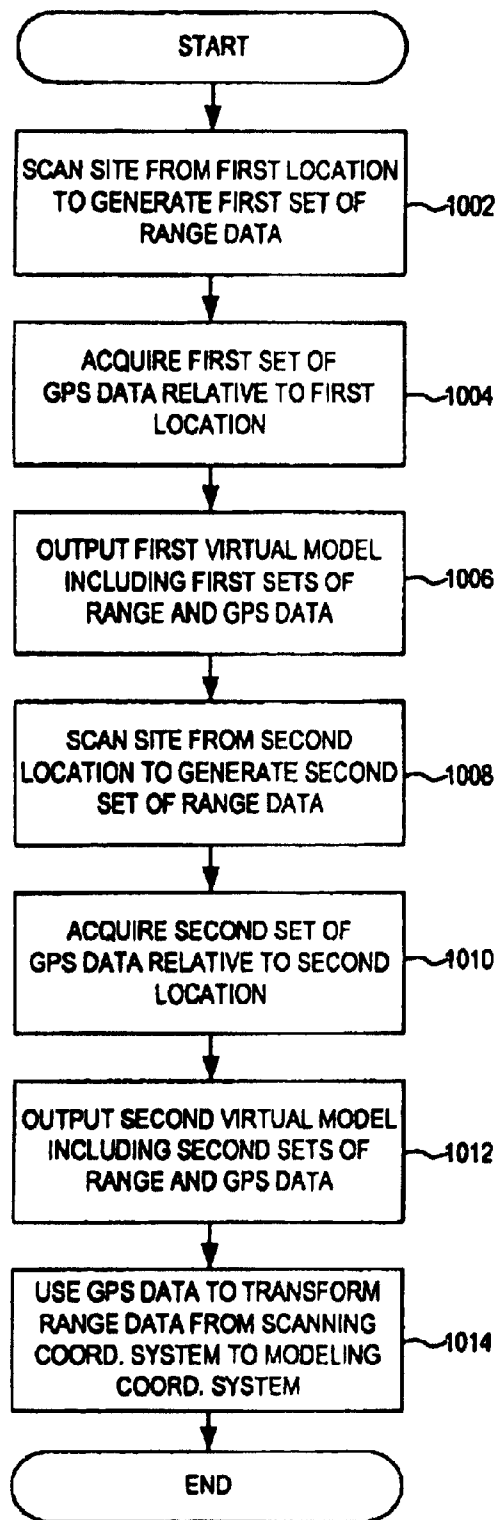 START
SCAN SITE FROM FIRST LOCATION
TO GENERATE FIRST SET OF
RANGE DATA
1002
ACQUIRE FIRST SET OF
GPS DATA RELATIVE TO FIRST
LOCATION
1004
OUTPUT FIRST VIRTUAL MODEL
INCLUDING FIRST SETS OF
RANGE AND GPS DATA
1006
SCAN SITE FROM SECOND
LOCATION TO GENERATE SECOND
SET OF RANGE DATA
1008
ACQUIRE SECOND SET OF
GPS DATA RELATIVE TO SECOND
LOCATION
1010
OUTPUT SECOND VIRTUAL MODEL
INCLUDING SECOND SETS OF
RANGE AND GPS DATA
1012
USE GPS DATA TO TRANSFORM
RANGE DATA FROM SCANNING
COORD. SYSTEM TO MODELING
COORD. SYSTEM
1014
END